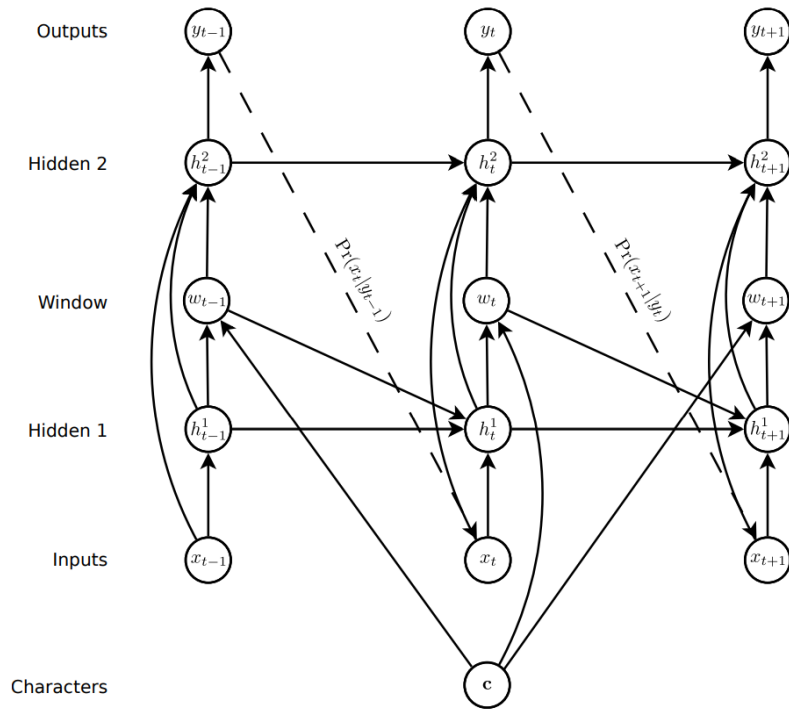 Outputs y_{t−1} y_t y_{t+1}
Hidden 2 h^2_{t−1} h^2_t h^2_{t+1}
Pr(x_t|y_{t−1}) Pr(x_{t+1}|y_t)
Window w_{t−1} w_t w_{t+1}
Hidden 1 h^1_{t−1} h^1_t h^1_{t+1}
Inputs x_{t−1} x_t x_{t+1}
Characters c